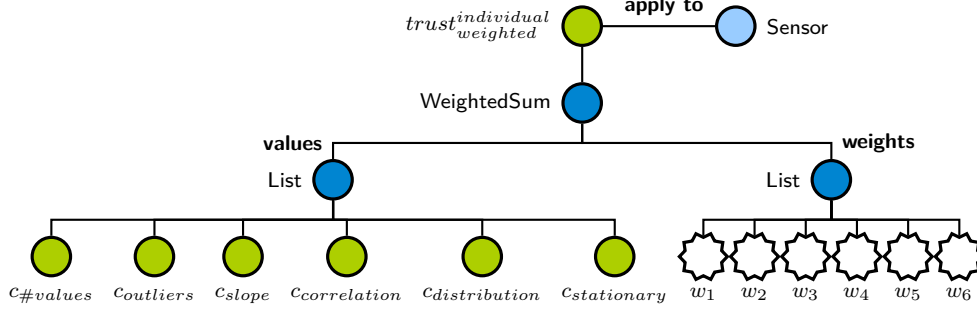 apply to
trust^{individual}_{weighted}
Sensor
WeightedSum
values
weights
List
List
c_{#values}
c_{outliers}
c_{slope}
c_{correlation}
c_{distribution}
c_{stationary}
w_1
w_2
w_3
w_4
w_5
w_6